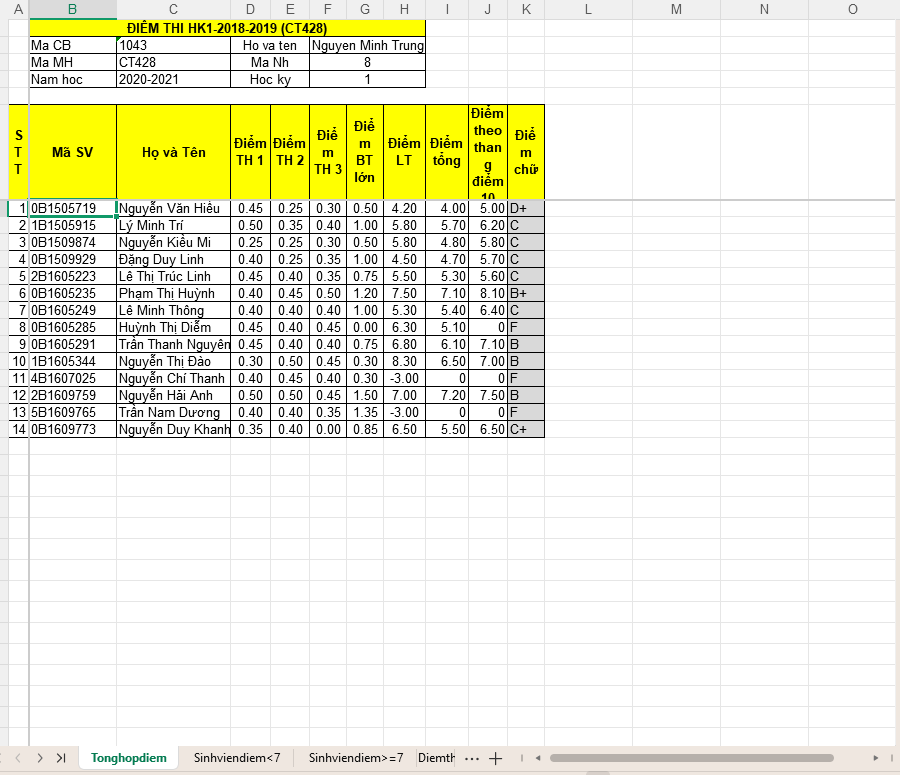 A B C D E F G H I J K L M N O
ĐIỂM THI HK1-2018-2019 (CT428)
Ma CB 1043 Ho va ten Nguyen Minh Trung
Ma MH CT428 Ma Nh 8
Nam hoc 2020-2021 Hoc ky 1
STT Mã SV Họ và Tên Điểm TH 1 Điểm TH 2 Điểm TH 3 Điểm BT lớn Điểm LT Điểm tổng Điểm theo thang điểm 10 Điểm chữ
1 0B1505719 Nguyễn Văn Hiếu 0.45 0.25 0.30 0.50 4.20 4.00 5.00 D+
2 1B1505915 Lý Minh Trí 0.50 0.35 0.40 1.00 5.80 5.70 6.20 C
3 0B1509874 Nguyễn Kiều Mi 0.25 0.25 0.30 0.50 5.80 4.80 5.80 C
4 0B1509929 Đặng Duy Linh 0.40 0.25 0.35 1.00 4.50 4.70 5.70 C
5 2B1605223 Lê Thị Trúc Linh 0.45 0.40 0.35 0.75 5.50 5.30 5.60 C
6 0B1605235 Phạm Thị Huỳnh 0.40 0.45 0.50 1.20 7.50 7.10 8.10 B+
7 0B1605249 Lê Minh Thông 0.40 0.40 0.40 1.00 5.30 5.40 6.40 C
8 0B1605285 Huỳnh Thị Diễm 0.45 0.40 0.45 0.00 6.30 5.10 0 F
9 0B1605291 Trần Thanh Nguyên 0.45 0.40 0.40 0.75 6.80 6.10 7.10 B
10 1B1605344 Nguyễn Thị Đào 0.30 0.50 0.45 0.30 8.30 6.50 7.00 B
11 4B1607025 Nguyễn Chí Thanh 0.40 0.45 0.40 0.30 -3.00 0 0 F
12 2B1609759 Nguyễn Hải Anh 0.50 0.50 0.45 1.50 7.00 7.20 7.50 B
13 5B1609765 Trần Nam Dương 0.40 0.40 0.35 1.35 -3.00 0 0 F
14 0B1609773 Nguyễn Duy Khanh 0.35 0.40 0.00 0.85 6.50 5.50 6.50 C+
Tonghopdiem Sinhviendiem<7 Sinhviendiem>=7 Diemth ...